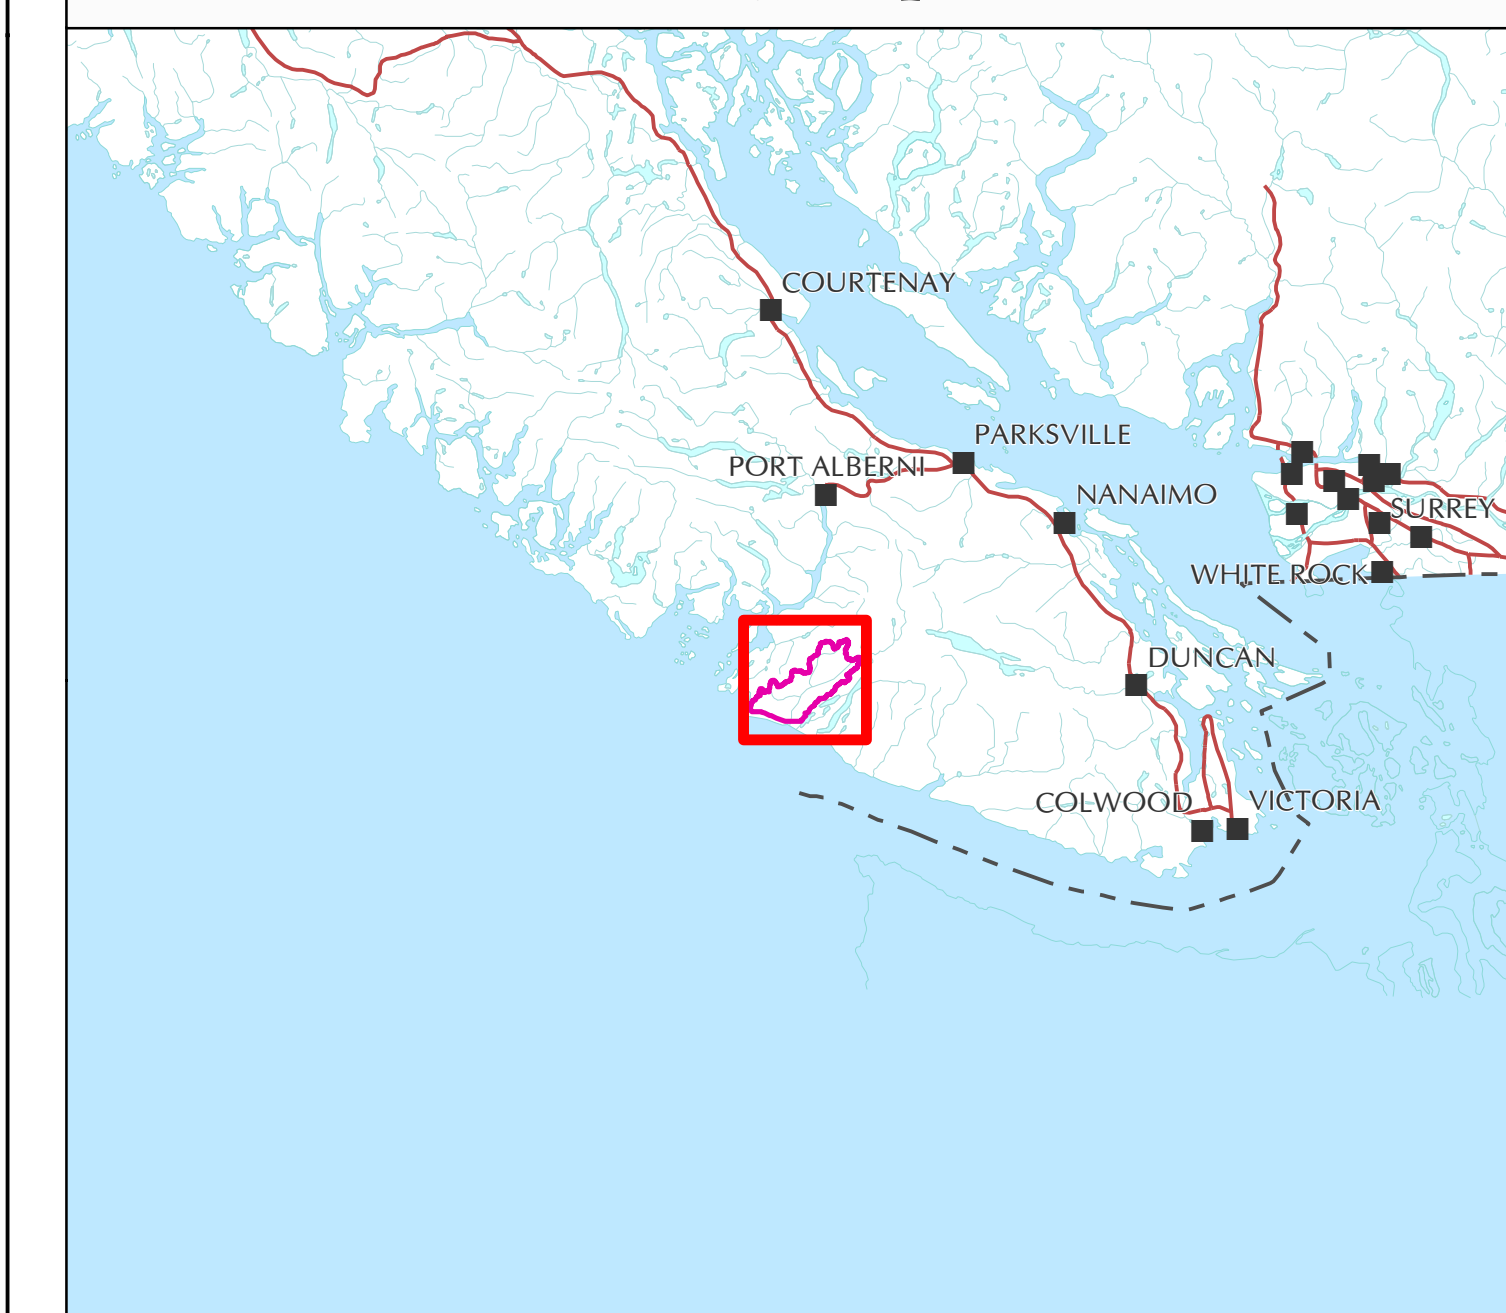 COURTENAY
PARKSVILLE
PORT ALBERNI
NANAIMO
SURREY
WHITE ROCK
DUNCAN
COLWOOD
VICTORIA